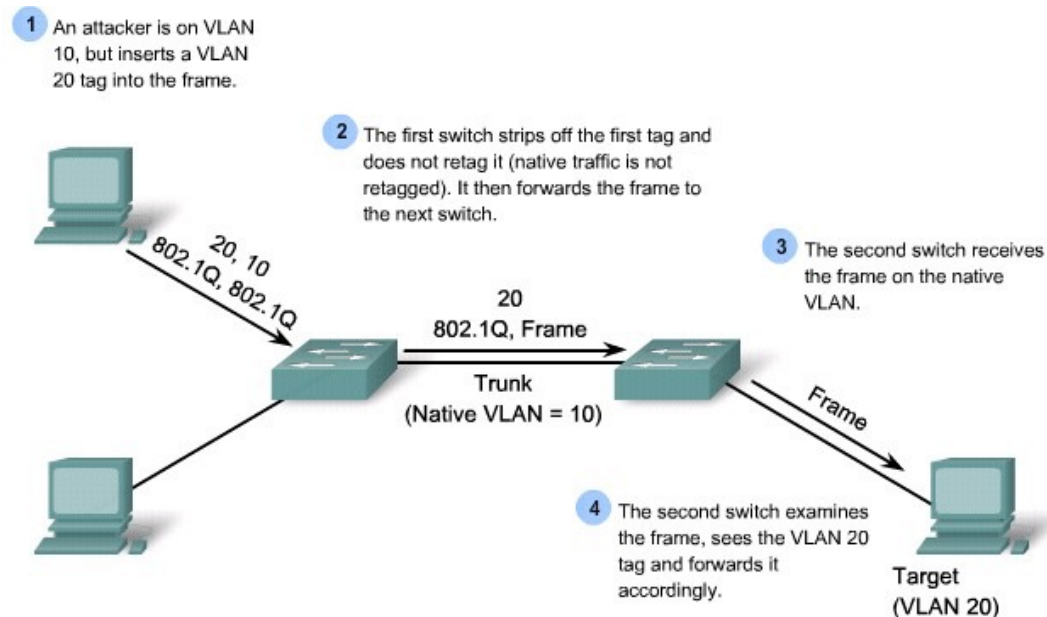 1 An attacker is on VLAN
10, but inserts a VLAN
20 tag into the frame.
2 The first switch strips off the first tag and
does not retag it (native traffic is not
retagged). It then forwards the frame to
the next switch.
20, 10
802.1Q, 802.1Q
20
802.1Q, Frame
Trunk
(Native VLAN = 10)
3 The second switch receives
the frame on the native
VLAN.
Frame
4 The second switch examines
the frame, sees the VLAN 20
tag and forwards it
accordingly.
Target
(VLAN 20)